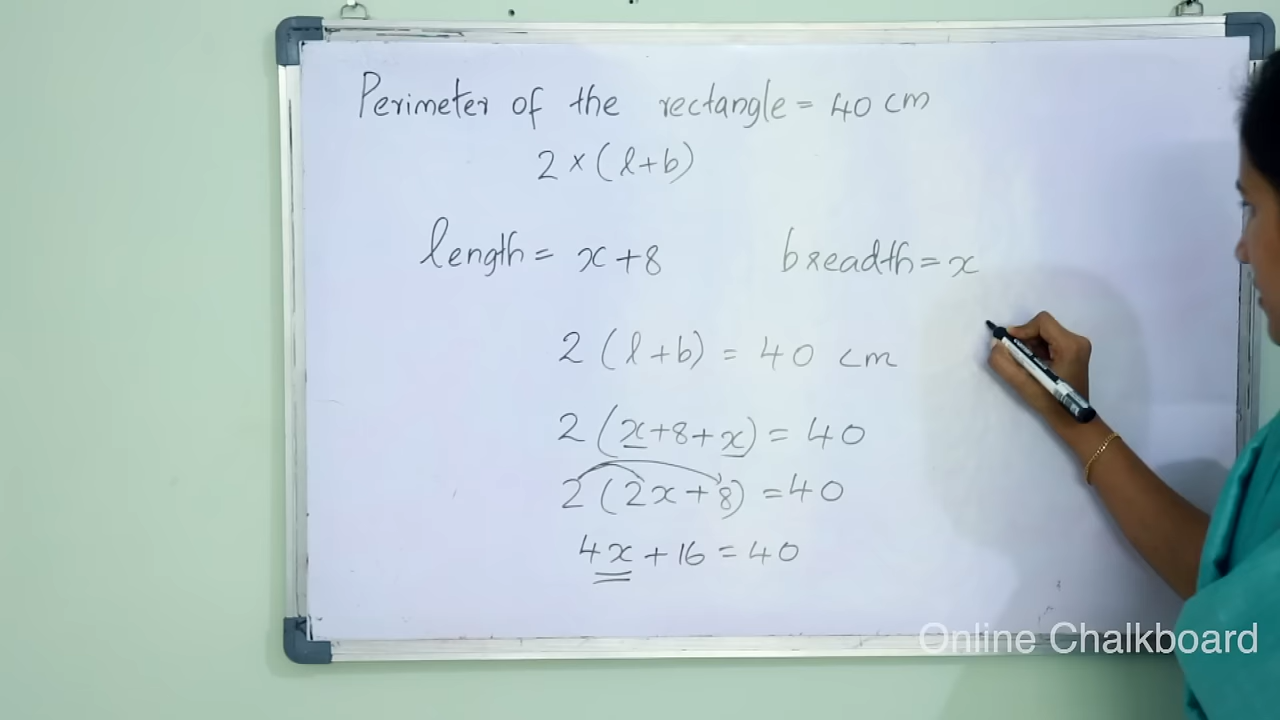 Perimeter of the rectangle = 40 cm
2 × (l+b)
length = x+8 breadth = x
2 (l+b) = 40 cm
2 (x+8+x) = 40
2 (2x+8) = 40
4x + 16 = 40
Online Chalkboard